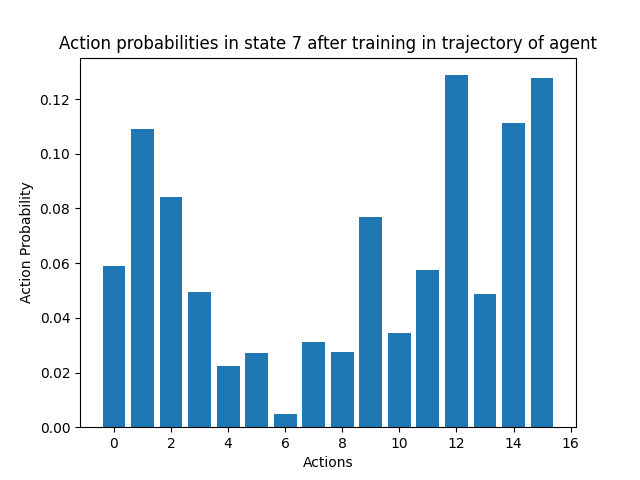 Action probabilities in state 7 after training in trajectory of agent
0.12
0.10
0.08
0.06
0.04
0.02
0.00
Action Probability
0 2 4 6 8 10 12 14 16
Actions